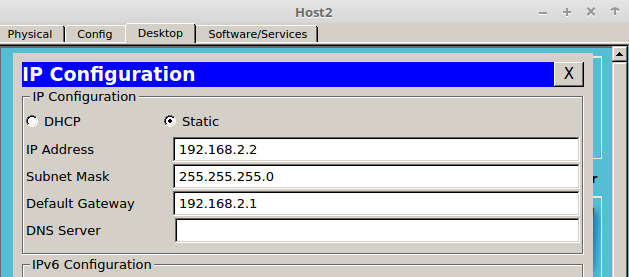 Host2
Physical Config Desktop Software/Services
IP Configuration X
IP Configuration
DHCP Static
IP Address 192.168.2.2
Subnet Mask 255.255.255.0
Default Gateway 192.168.2.1
DNS Server
IPv6 Configuration